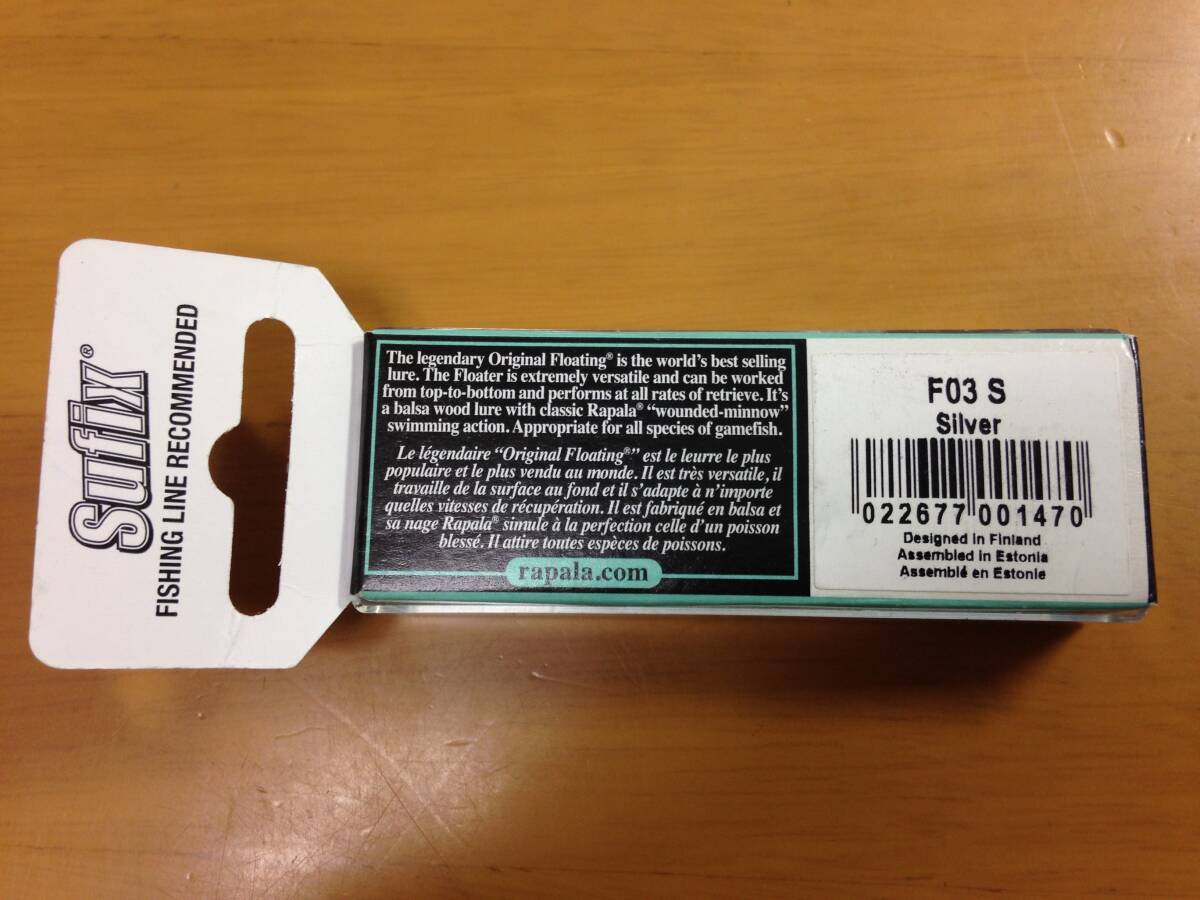 Sufix®
FISHING LINE RECOMMENDED
The legendary Original Floating® is the world's best selling
lure. The Floater is extremely versatile and can be worked
from top-to-bottom and performs at all rates of retrieve. It's
a balsa wood lure with classic Rapala® “wounded-minnow”
swimming action. Appropriate for all species of gamefish.
Le légendaire “Original Floating®” est le leurre le plus
populaire et le plus vendu au monde. Il est très versatile, il
travaille de la surface au fond et il s'adapte à n'importe
quelles vitesses de récupération. Il est fabriqué en balsa et
sa nage Rapala® simule à la perfection celle d'un poisson
blessé. Il attire toutes espèces de poissons.
rapala.com
F03 S
Silver
022677 001470
Designed in Finland
Assembled in Estonia
Assemblé en Estonie